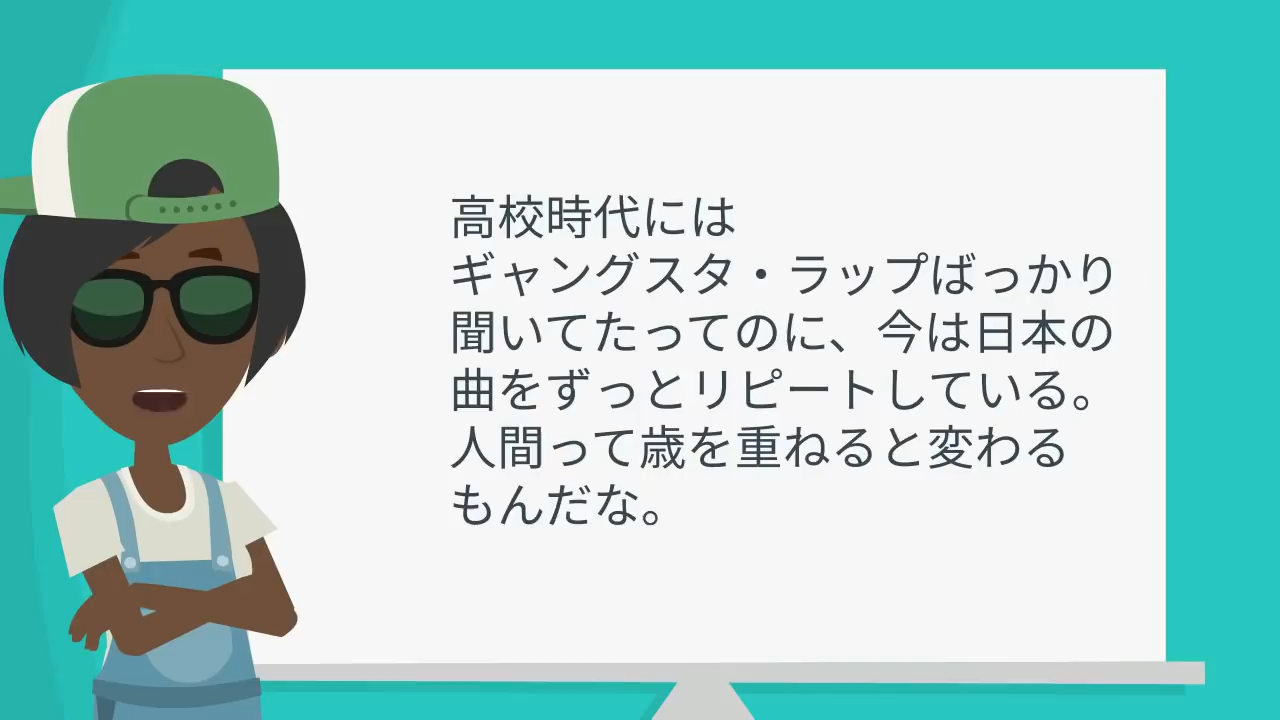 高校時代には
ギャングスタ・ラップばっかり
聞いてたってのに、今は日本の
曲をずっとリピートしている。
人間って歳を重ねると変わる
もんだな。